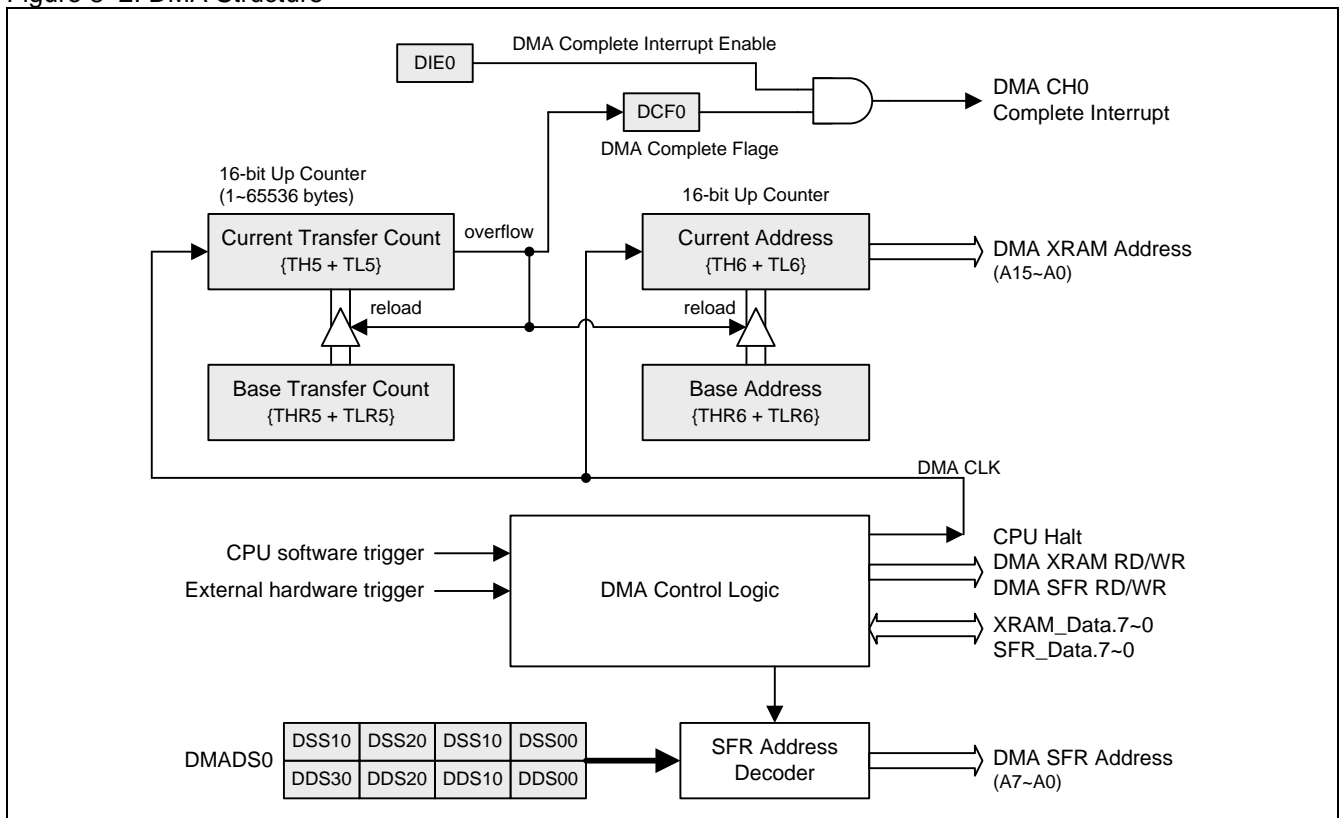 DMA Complete Interrupt Enable
DIE0
DMA CH0
Complete Interrupt
DCF0
DMA Complete Flage
16-bit Up Counter
(1~65536 bytes)
16-bit Up Counter
Current Transfer Count
{TH5 + TL5}
overflow
Current Address
{TH6 + TL6}
DMA XRAM Address
(A15~A0)
reload
reload
Base Transfer Count
{THR5 + TLR5}
Base Address
{THR6 + TLR6}
DMA CLK
CPU software trigger
External hardware trigger
DMA Control Logic
CPU Halt
DMA XRAM RD/WR
DMA SFR RD/WR
XRAM_Data.7~0
SFR_Data.7~0
DMADS0
DSS10 DSS20 DSS10 DSS00
DDS30 DDS20 DDS10 DDS00
SFR Address
Decoder
DMA SFR Address
(A7~A0)